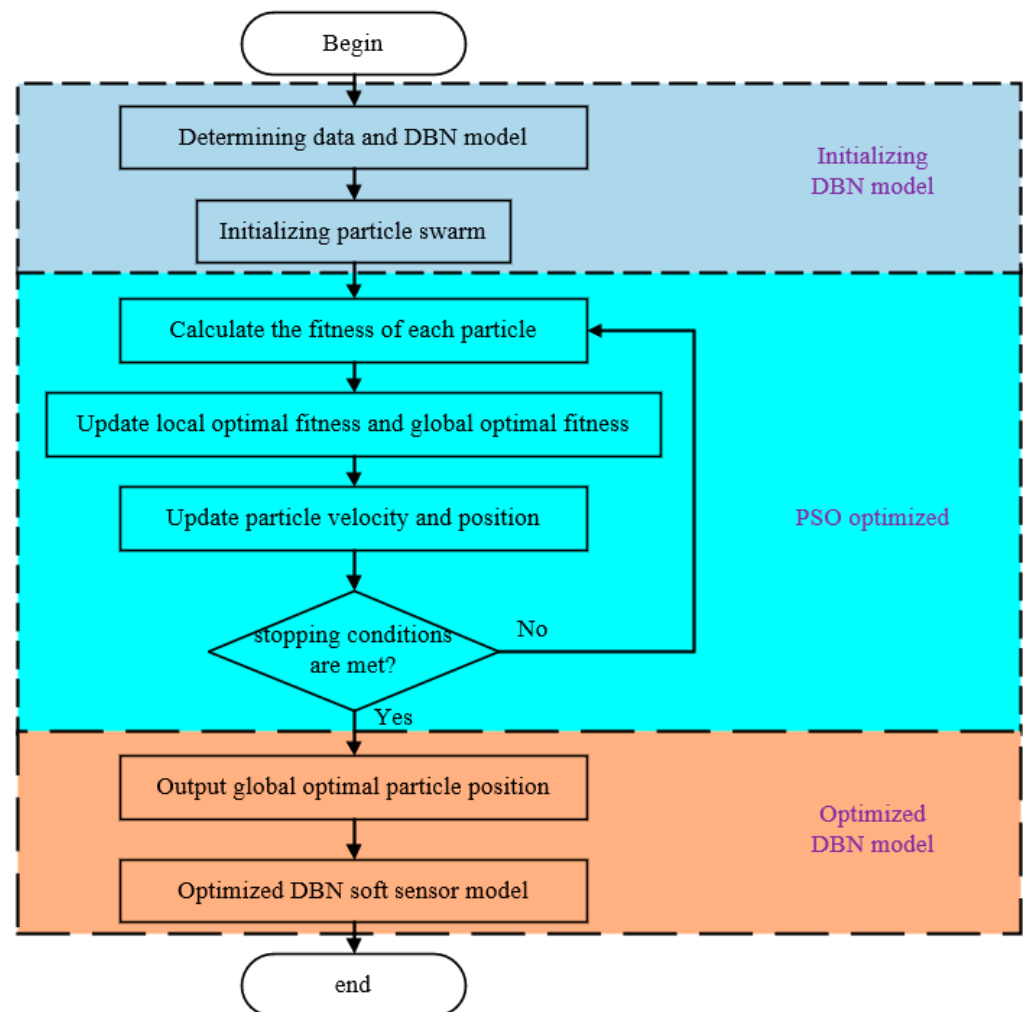 Begin
Determining data and DBN model
Initializing
DBN model
Initializing particle swarm
Calculate the fitness of each particle
Update local optimal fitness and global optimal fitness
Update particle velocity and position
PSO optimized
stopping conditions
are met?
No
Yes
Output global optimal particle position
Optimized
DBN model
Optimized DBN soft sensor model
end